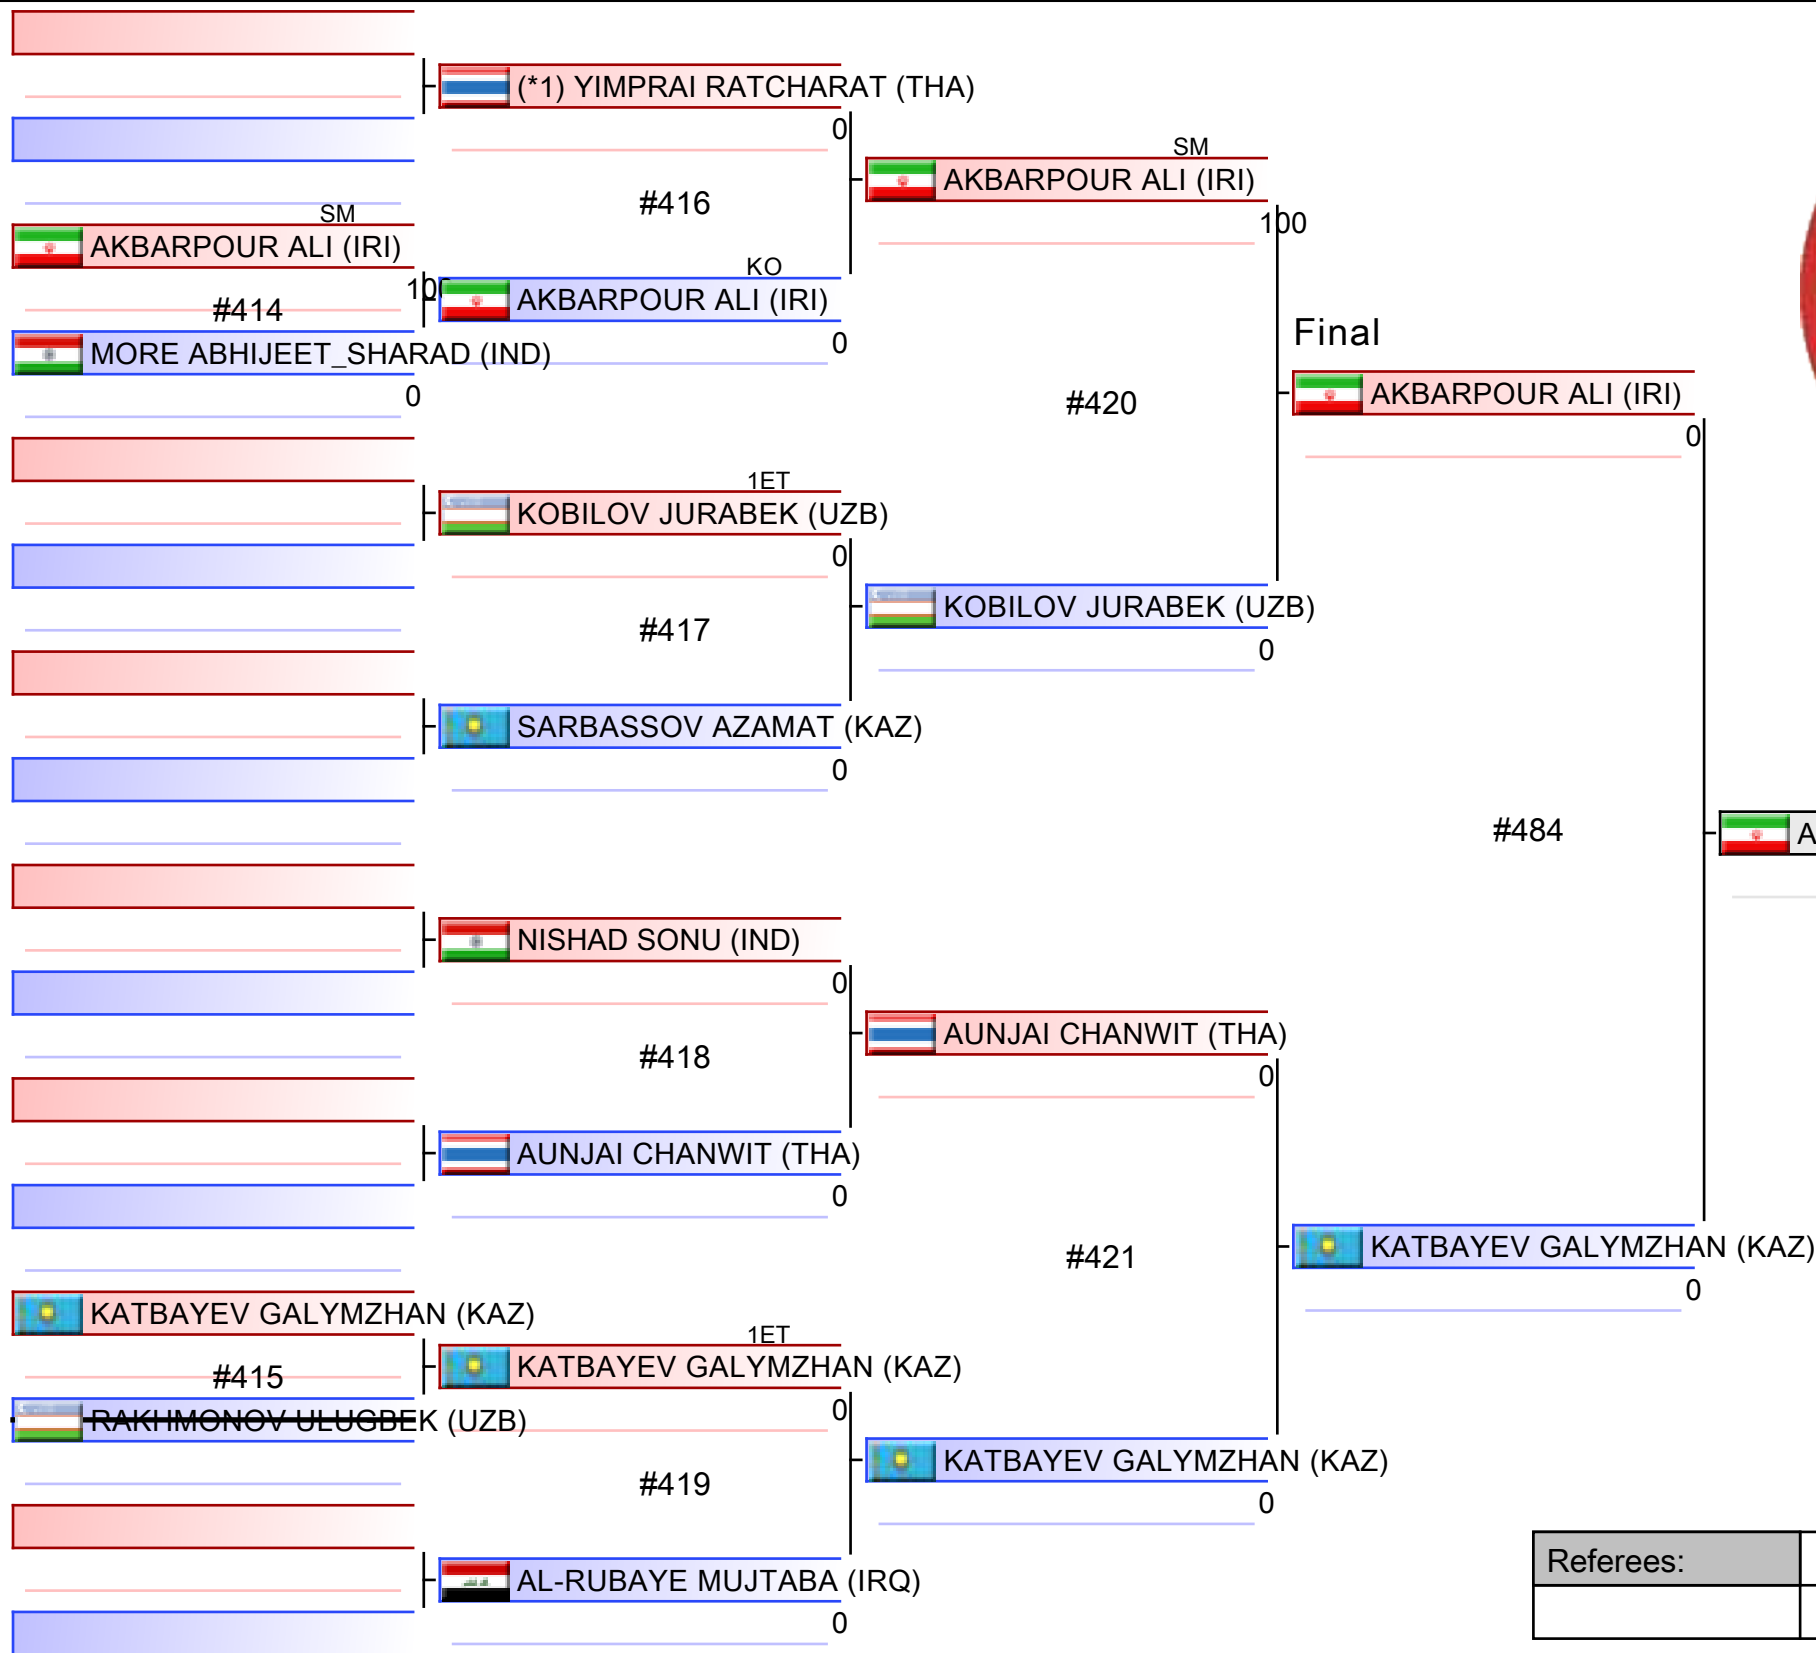 (*1) YIMPRAI RATCHARAT (THA)
0
#416
SM
AKBARPOUR ALI (IRI)
100
SM
AKBARPOUR ALI (IRI)
#414
MORE ABHIJEET_SHARAD (IND)
0
KO
AKBARPOUR ALI (IRI)
0
#420
Final
AKBARPOUR ALI (IRI)
0
1ET
KOBILOV JURABEK (UZB)
0
#417
KOBILOV JURABEK (UZB)
0
SARBASSOV AZAMAT (KAZ)
0
#484
A
NISHAD SONU (IND)
0
#418
AUNJAI CHANWIT (THA)
0
AUNJAI CHANWIT (THA)
0
#421
KATBAYEV GALYMZHAN (KAZ)
0
KATBAYEV GALYMZHAN (KAZ)
#415
RAKHMONOV ULUGBEK (UZB)
1ET
KATBAYEV GALYMZHAN (KAZ)
0
#419
KATBAYEV GALYMZHAN (KAZ)
0
AL-RUBAYE MUJTABA (IRQ)
0
Referees: